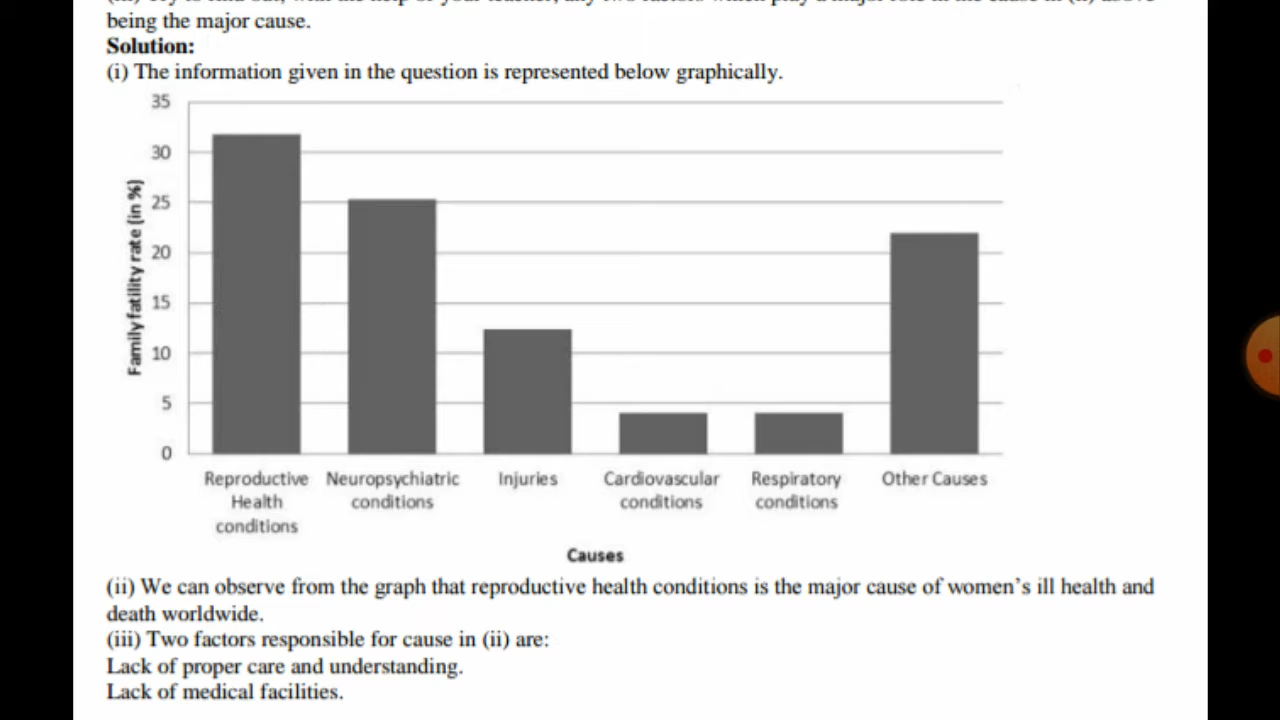 being the major cause.
Solution:
(i) The information given in the question is represented below graphically.
35
30
25
20
15
10
5
0
Family fatility rate (in %)
Reproductive Health conditions
Neuropsychiatric conditions
Injuries
Cardiovascular conditions
Respiratory conditions
Other Causes
Causes
(ii) We can observe from the graph that reproductive health conditions is the major cause of women's ill health and
death worldwide.
(iii) Two factors responsible for cause in (ii) are:
Lack of proper care and understanding.
Lack of medical facilities.